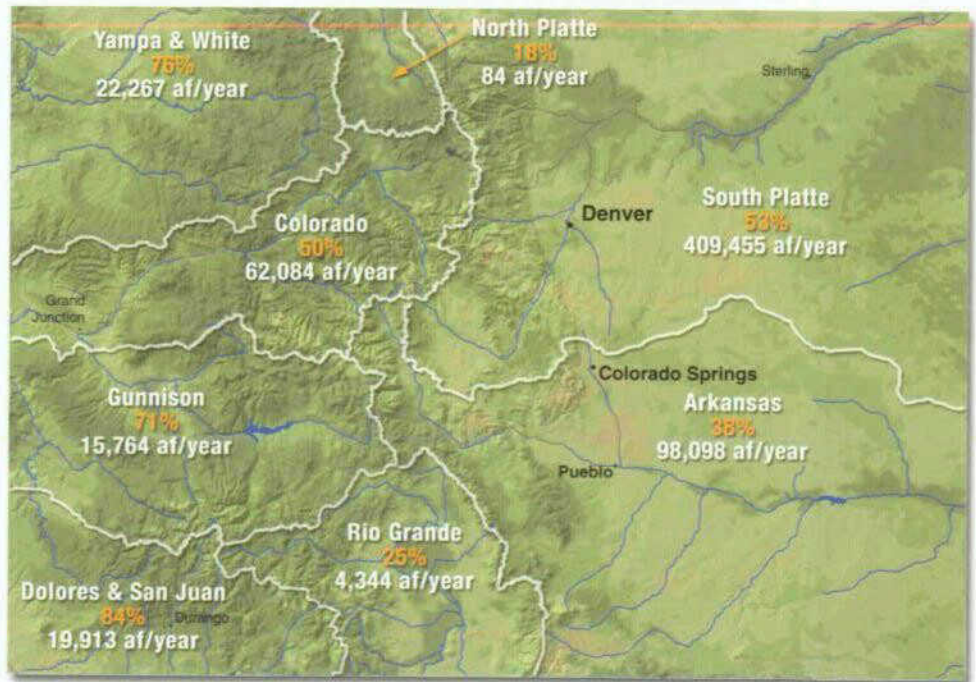 Yampa & White
76%
22,267 af/year
North Platte
18%
84 af/year
Sterling
Colorado
60%
62,084 af/year
Denver
South Platte
53%
409,455 af/year
Grand
Junction
Gunnison
71%
15,764 af/year
Colorado Springs
Arkansas
38%
98,098 af/year
Pueblo
Rio Grande
25%
4,344 af/year
Dolores & San Juan
84%
Durango
19,913 af/year